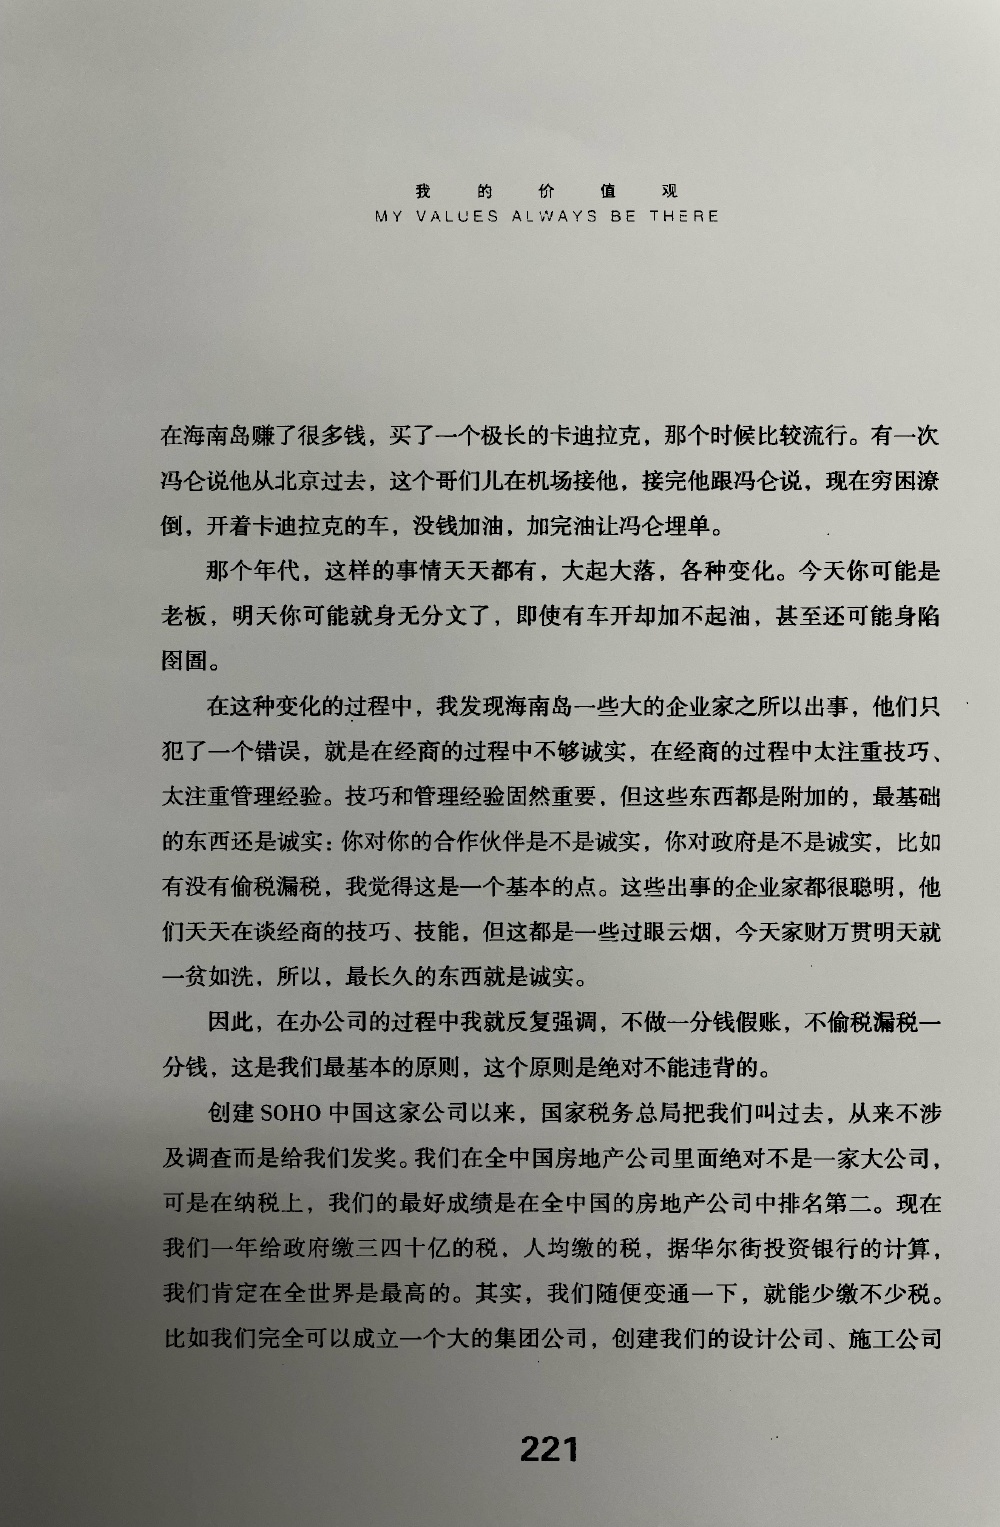 我的价值观
MY VALUES ALWAYS BE THERE
在海南岛赚了很多钱，买了一个极长的卡迪拉克，那个时候比较流行。有一次
冯仑说他从北京过去，这个哥们儿在机场接他，接完他跟冯仑说，现在穷困潦
倒，开着卡迪拉克的车，没钱加油，加完油让冯仑埋单。
那个年代，这样的事情天天都有，大起大落，各种变化。今天你可能是
老板，明天你可能就身无分文了，即使有车开却加不起油，甚至还可能身陷
囹圄。
在这种变化的过程中，我发现海南岛一些大的企业家之所以出事，他们只
犯了一个错误，就是在经商的过程中不够诚实，在经商的过程中太注重技巧、
太注重管理经验。技巧和管理经验固然重要，但这些东西都是附加的，最基础
的东西还是诚实：你对你的合作伙伴是不是诚实，你对政府是不是诚实，比如
有没有偷税漏税，我觉得这是一个基本的点。这些出事的企业家都很聪明，他
们天天在谈经商的技巧、技能，但这都是一些过眼云烟，今天家财万贯明天就
一贫如洗，所以，最长久的东西就是诚实。
因此，在办公司的过程中我就反复强调，不做一分钱假账，不偷税漏税一
分钱，这是我们最基本的原则，这个原则是绝对不能违背的。
创建 SOHO 中国这家公司以来，国家税务总局把我们叫过去，从来不涉
及调查而是给我们发奖。我们在全中国房地产公司里面绝对不是一家大公司，
可是在纳税上，我们的最好成绩是在全中国的房地产公司中排名第二。现在
我们一年给政府缴三四十亿的税，人均缴的税，据华尔街投资银行的计算，
我们肯定在全世界是最高的。其实，我们随便变通一下，就能少缴不少税。
比如我们完全可以成立一个大的集团公司，创建我们的设计公司、施工公司
221